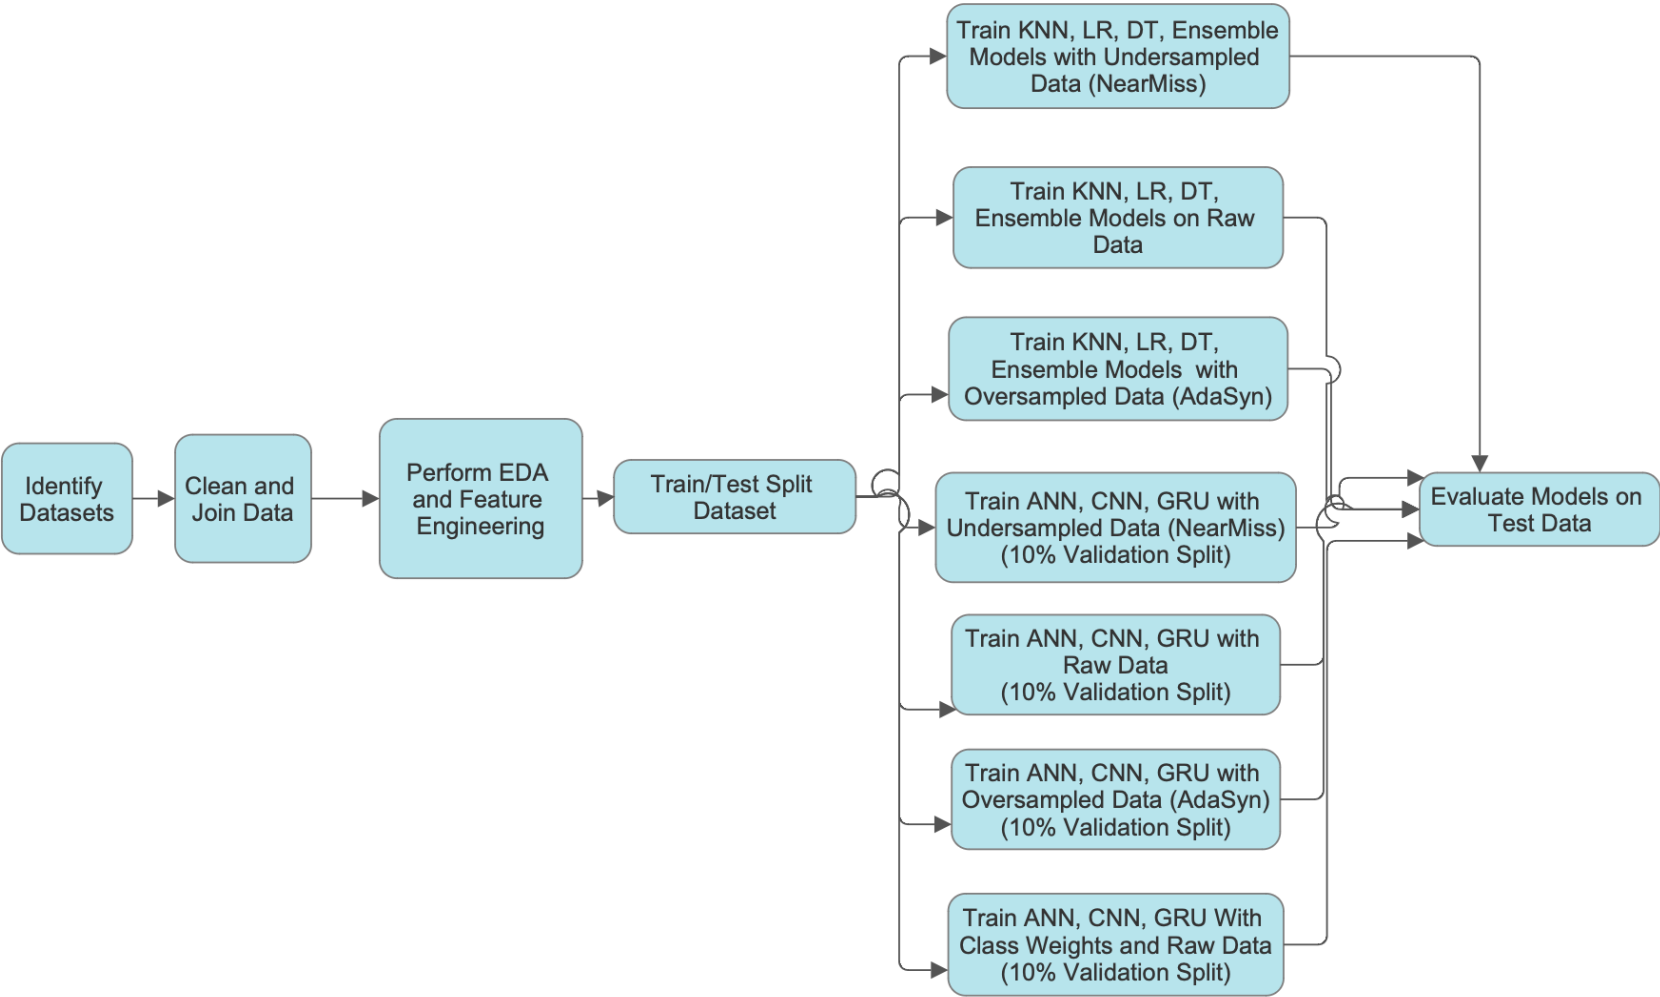 Identify
Datasets
Clean and
Join Data
Perform EDA
and Feature
Engineering
Train/Test Split
Dataset
Train KNN, LR, DT, Ensemble
Models with Undersampled
Data (NearMiss)
Train KNN, LR, DT,
Ensemble Models on Raw
Data
Train KNN, LR, DT,
Ensemble Models with
Oversampled Data (AdaSyn)
Train ANN, CNN, GRU with
Undersampled Data (NearMiss)
(10% Validation Split)
Train ANN, CNN, GRU with
Raw Data
(10% Validation Split)
Train ANN, CNN, GRU with
Oversampled Data (AdaSyn)
(10% Validation Split)
Train ANN, CNN, GRU With
Class Weights and Raw Data
(10% Validation Split)
Evaluate Models on
Test Data